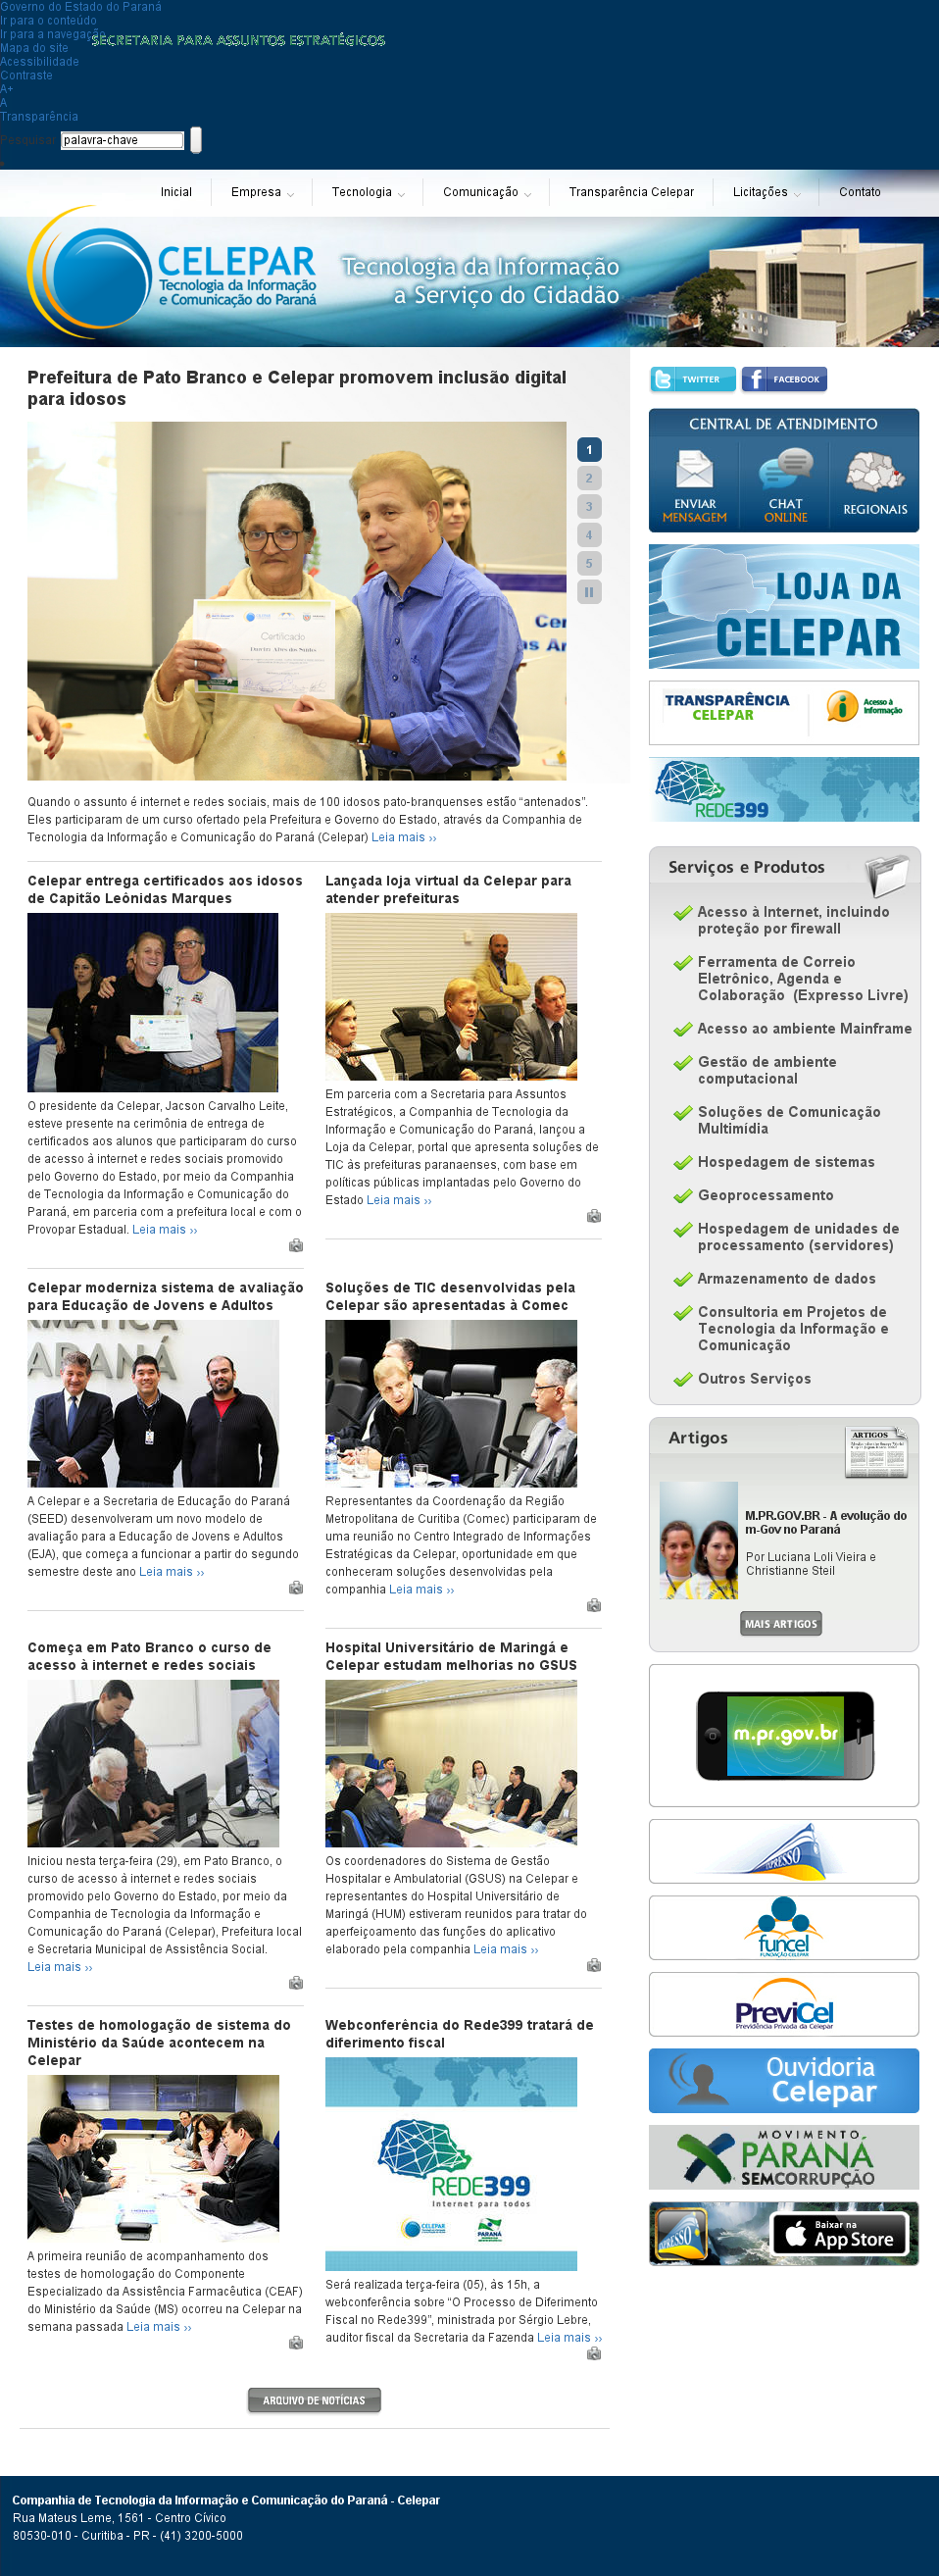 Governo do Estado do Paraná
Ir para o conteúdo
Ir para a navegação
SECRETARIA PARA ASSUNTOS ESTRATÉGICOS
Mapa do site
Acessibilidade
Contraste
A+
A
Transparência
Pesquisar palavra-chave
Inicial Empresa Tecnologia Comunicação Transparência Celepar Licitações Contato
CELEPAR
Tecnologia da Informação
e Comunicação do Paraná
Tecnologia da Informação
a Serviço do Cidadão
Prefeitura de Pato Branco e Celepar promovem inclusão digital
para idosos
1
2
3
4
5
Certificado
Quando o assunto é internet e redes sociais, mais de 100 idosos pato-branquenses estão “antenados”.
Eles participaram de um curso ofertado pela Prefeitura e Governo do Estado, através da Companhia de
Tecnologia da Informação e Comunicação do Paraná (Celepar) Leia mais ››
Celepar entrega certificados aos idosos
de Capitão Leônidas Marques
O presidente da Celepar, Jacson Carvalho Leite,
esteve presente na cerimônia de entrega de
certificados aos alunos que participaram do curso
de acesso à internet e redes sociais promovido
pelo Governo do Estado, por meio da Companhia
de Tecnologia da Informação e Comunicação do
Paraná, em parceria com a prefeitura local e com o
Provopar Estadual. Leia mais ››
Lançada loja virtual da Celepar para
atender prefeituras
Em parceria com a Secretaria para Assuntos
Estratégicos, a Companhia de Tecnologia da
Informação e Comunicação do Paraná, lançou a
Loja da Celepar, portal que apresenta soluções de
TIC às prefeituras paranaenses, com base em
políticas públicas implantadas pelo Governo do
Estado Leia mais ››
Celepar moderniza sistema de avaliação
para Educação de Jovens e Adultos
A Celepar e a Secretaria de Educação do Paraná
(SEED) desenvolveram um novo modelo de
avaliação para a Educação de Jovens e Adultos
(EJA), que começa a funcionar a partir do segundo
semestre deste ano Leia mais ››
Soluções de TIC desenvolvidas pela
Celepar são apresentadas à Comec
Representantes da Coordenação da Região
Metropolitana de Curitiba (Comec) participaram de
uma reunião no Centro Integrado de Informações
Estratégicas da Celepar, oportunidade em que
conheceram soluções desenvolvidas pela
companhia Leia mais ››
Começa em Pato Branco o curso de
acesso à internet e redes sociais
Iniciou nesta terça-feira (29), em Pato Branco, o
curso de acesso à internet e redes sociais
promovido pelo Governo do Estado, por meio da
Companhia de Tecnologia da Informação e
Comunicação do Paraná (Celepar), Prefeitura local
e Secretaria Municipal de Assistência Social.
Leia mais ››
Hospital Universitário de Maringá e
Celepar estudam melhorias no GSUS
Os coordenadores do Sistema de Gestão
Hospitalar e Ambulatorial (GSUS) na Celepar e
representantes do Hospital Universitário de
Maringá (HUM) estiveram reunidos para tratar do
aperfeiçoamento das funções do aplicativo
elaborado pela companhia Leia mais ››
Testes de homologação de sistema do
Ministério da Saúde acontecem na
Celepar
A primeira reunião de acompanhamento dos
testes de homologação do Componente
Especializado da Assistência Farmacêutica (CEAF)
do Ministério da Saúde (MS) ocorreu na Celepar na
semana passada Leia mais ››
Webconferência do Rede399 tratará de
diferimento fiscal
REDE399
Internet para todos
CELEPAR
PARANÁ
Será realizada terça-feira (05), às 15h, a
webconferência sobre “O Processo de Diferimento
Fiscal no Rede399”, ministrada por Sérgio Lebre,
auditor fiscal da Secretaria da Fazenda Leia mais ››
ARQUIVO DE NOTÍCIAS
TWITTER
FACEBOOK
CENTRAL DE ATENDIMENTO
ENVIAR
MENSAGEM
CHAT
ONLINE
REGIONAIS
LOJA DA
CELEPAR
TRANSPARÊNCIA
CELEPAR
Acesso à
Informação
REDE399
Serviços e Produtos
Acesso à Internet, incluindo
proteção por firewall
Ferramenta de Correio
Eletrônico, Agenda e
Colaboração (Expresso Livre)
Acesso ao ambiente Mainframe
Gestão de ambiente
computacional
Soluções de Comunicação
Multimídia
Hospedagem de sistemas
Geoprocessamento
Hospedagem de unidades de
processamento (servidores)
Armazenamento de dados
Consultoria em Projetos de
Tecnologia da Informação e
Comunicação
Outros Serviços
Artigos
ARTIGOS
M.PR.GOV.BR - A evolução do
m-Gov no Paraná
Por Luciana Loli Vieira e
Christianne Steil
MAIS ARTIGOS
m.pr.gov.br
funcel
FUNDAÇÃO CELEPAR
PreviCel
Previdência Privada da Celepar
Ouvidoria
Celepar
MOVIMENTO
PARANÁ
SEM CORRUPÇÃO
Baixar na
App Store
Companhia de Tecnologia da Informação e Comunicação do Paraná - Celepar
Rua Mateus Leme, 1561 - Centro Cívico
80530-010 - Curitiba - PR - (41) 3200-5000